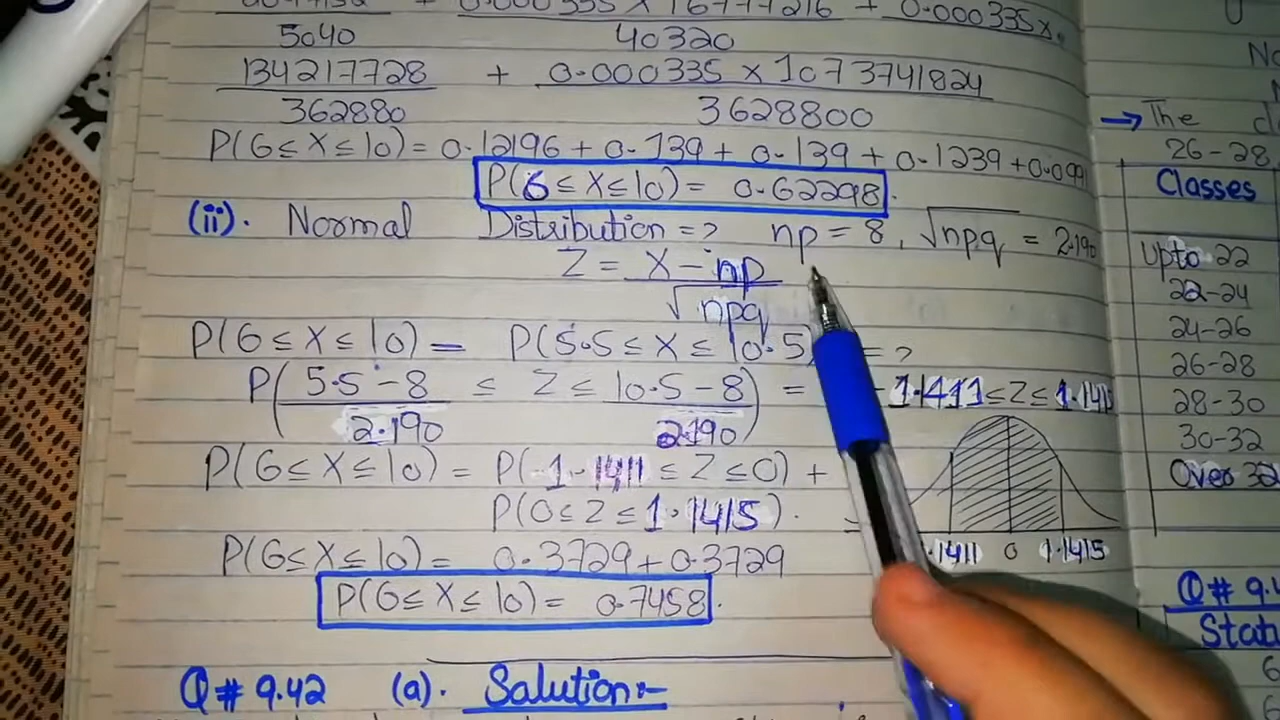 5040 40320
134217728 + 0.000335 × 1073741824
362880 3628800
P(6 ≤ X ≤ 10) = 0.12196 + 0.139 + 0.139 + 0.1239 + 0.099
P(6 ≤ X ≤ 10) = 0.62298
(ii). Normal Distribution => np = 8, √npq = 2.190
Z = X - np
√npq
P(6 ≤ X ≤ 10) = P(5.5 ≤ X ≤ 10.5) = ?
P(5.5 - 8 ≤ Z ≤ 10.5 - 8) = -1.1411 ≤ Z ≤ 1.1415
2.190 2.190
P(6 ≤ X ≤ 10) = P(-1.1411 ≤ Z ≤ 0) +
P(0 ≤ Z ≤ 1.1415). =
P(6 ≤ X ≤ 10) = 0.3729 + 0.3729
.1411 0 1.1415
P(6 ≤ X ≤ 10) = 0.7458.
Q # 9.42 (a). Salution:-
→ The
26-28
Classes
Upto 22
22-24
24-26
26-28
28-30
30-32
Over 32
Q # 9.4